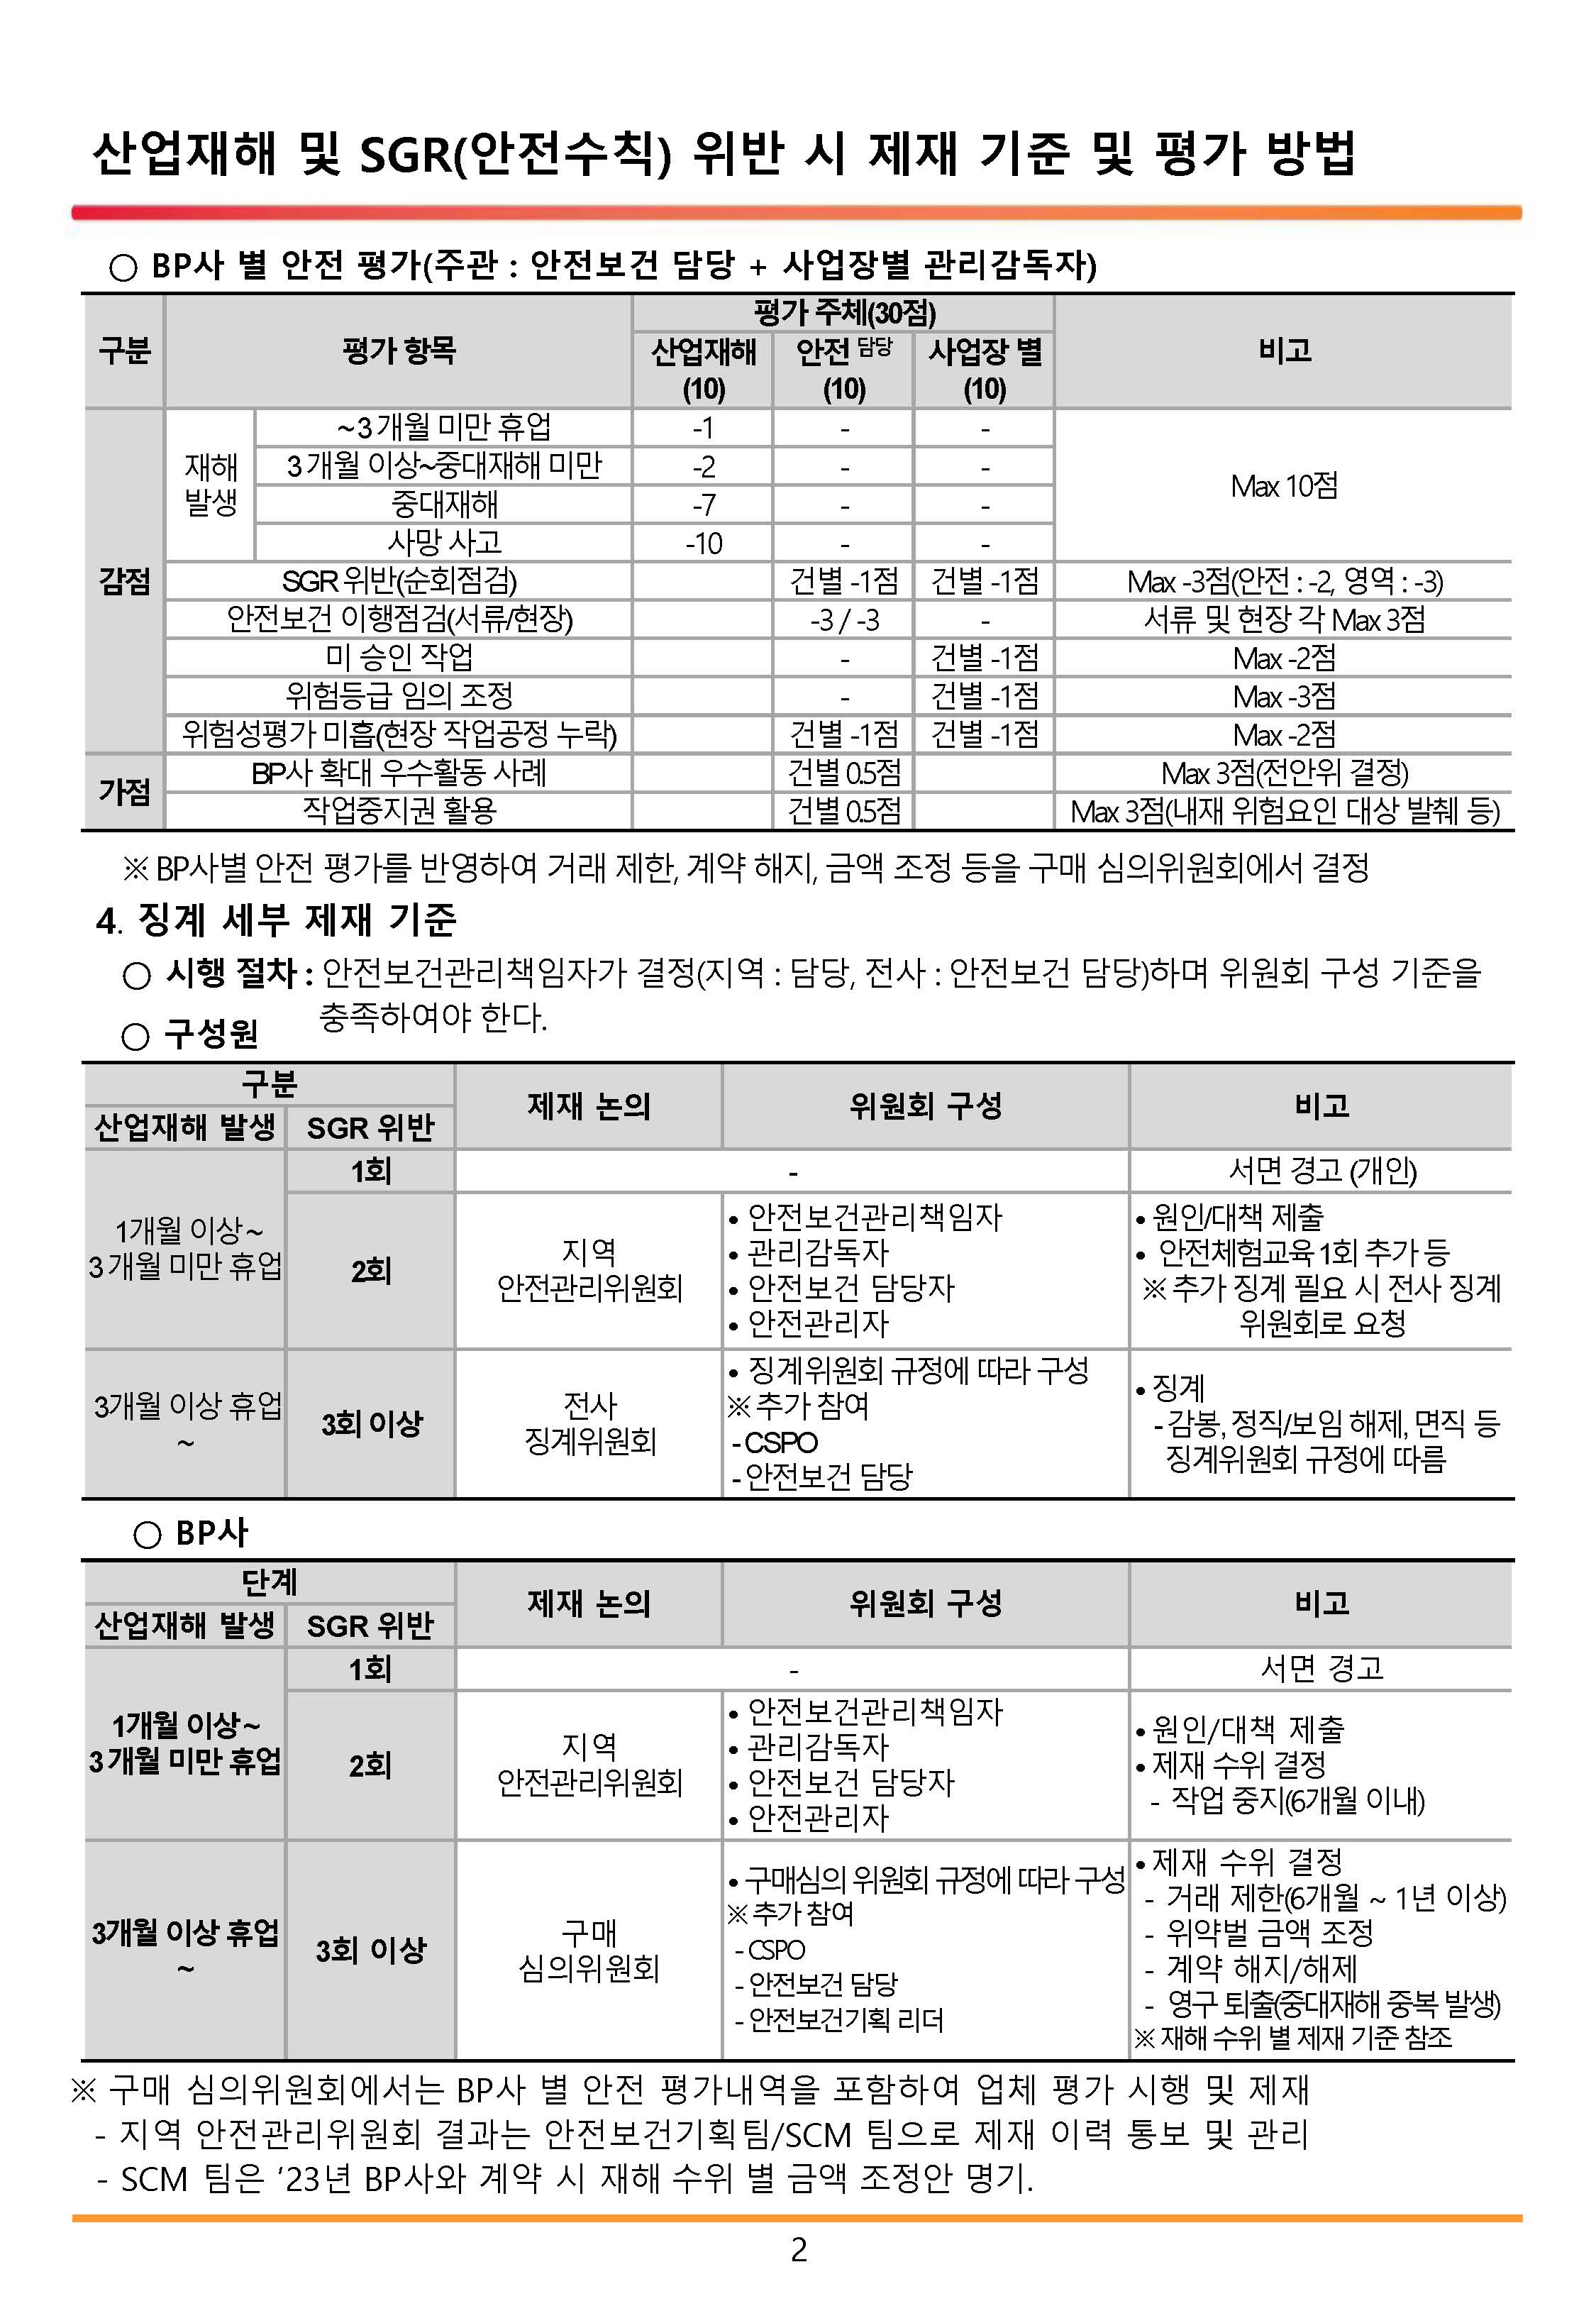 산업재해 및 SGR(안전수칙) 위반 시 제재 기준 및 평가 방법
○ BP사 별 안전 평가(주관 : 안전보건 담당 + 사업장별 관리감독자)
구분 평가 항목 평가 주체(30점) 비고
산업재해 안전 담당 사업장 별
(10) (10) (10)
감점 재해 발생 ~3개월 미만 휴업 -1 - - Max 10점
3개월 이상~중대재해 미만 -2 - -
중대재해 -7 - -
사망 사고 -10 - -
SGR 위반(순회점검) 건별 -1점 건별 -1점 Max -3점(안전 : -2, 영역 : -3)
안전보건 이행점검(서류/현장) -3 / -3 - 서류 및 현장 각 Max 3점
미 승인 작업 - 건별 -1점 Max -2점
위험등급 임의 조정 - 건별 -1점 Max -3점
위험성평가 미흡(현장 작업공정 누락) 건별 -1점 건별 -1점 Max -2점
가점 BP사 확대 우수활동 사례 건별 0.5점 Max 3점(전안위 결정)
작업중지권 활용 건별 0.5점 Max 3점(내재 위험요인 대상 발췌 등)
※ BP사별 안전 평가를 반영하여 거래 제한, 계약 해지, 금액 조정 등을 구매 심의위원회에서 결정
4. 징계 세부 제재 기준
○ 시행 절차 : 안전보건관리책임자가 결정(지역 : 담당, 전사 : 안전보건 담당)하며 위원회 구성 기준을
충족하여야 한다.
○ 구성원
구분 제재 논의 위원회 구성 비고
산업재해 발생 SGR 위반
1개월 이상~
3개월 미만 휴업
1회 - 서면 경고 (개인)
2회
지역
안전관리위원회
• 안전보건관리책임자
• 관리감독자
• 안전보건 담당자
• 안전관리자
• 원인/대책 제출
• 안전체험교육 1회 추가 등
※ 추가 징계 필요 시 전사 징계
위원회로 요청
3개월 이상 휴업
~
3회 이상
전사
징계위원회
• 징계위원회 규정에 따라 구성
※ 추가 참여
- CSPO
- 안전보건 담당
• 징계
- 감봉, 정직/보임 해제, 면직 등
징계위원회 규정에 따름
○ BP사
단계 제재 논의 위원회 구성 비고
산업재해 발생 SGR 위반
1개월 이상~
3개월 미만 휴업
1회 - 서면 경고
2회
지역
안전관리위원회
• 안전보건관리책임자
• 관리감독자
• 안전보건 담당자
• 안전관리자
• 원인/대책 제출
• 제재 수위 결정
- 작업 중지(6개월 이내)
3개월 이상 휴업
~
3회 이상
구매
심의위원회
• 구매심의 위원회 규정에 따라 구성
※ 추가 참여
- CSPO
- 안전보건 담당
- 안전보건기획 리더
• 제재 수위 결정
- 거래 제한(6개월 ~ 1년 이상)
- 위약벌 금액 조정
- 계약 해지/해제
- 영구 퇴출(중대재해 중복 발생)
※ 재해 수위 별 제재 기준 참조
※ 구매 심의위원회에서는 BP사 별 안전 평가내역을 포함하여 업체 평가 시행 및 제재
- 지역 안전관리위원회 결과는 안전보건기획팀/SCM 팀으로 제재 이력 통보 및 관리
- SCM 팀은 ’23년 BP사와 계약 시 재해 수위 별 금액 조정안 명기.
2